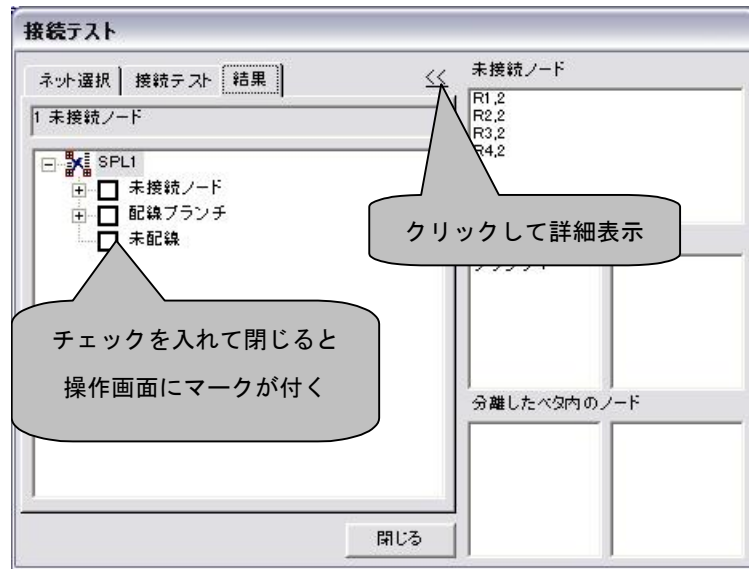 接続テスト
ネット選択 接続テスト 結果 <<
1 未接続ノード
SPL1
未接続ノード
配線ブランチ
未配線
未接続ノード
R1,2
R2,2
R3,2
R4,2
クリックして詳細表示
チェックを入れて閉じると
操作画面にマークが付く
分離したベタ内のノード
閉じる